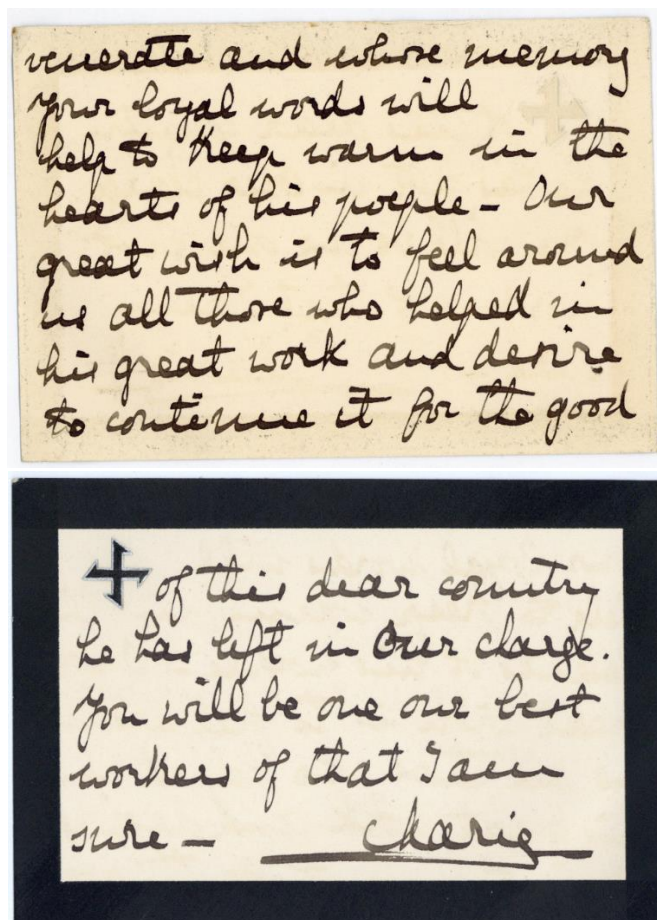 venerate and whose memory
your loyal words will
help to keep warm in the
hearts of his people - Our
great wish is to feel around
us all those who helped in
his great work and desire
to continue it for the good
of this dear country
he has left in Our charge.
You will be one our best
workers of that I am
sure - Marie